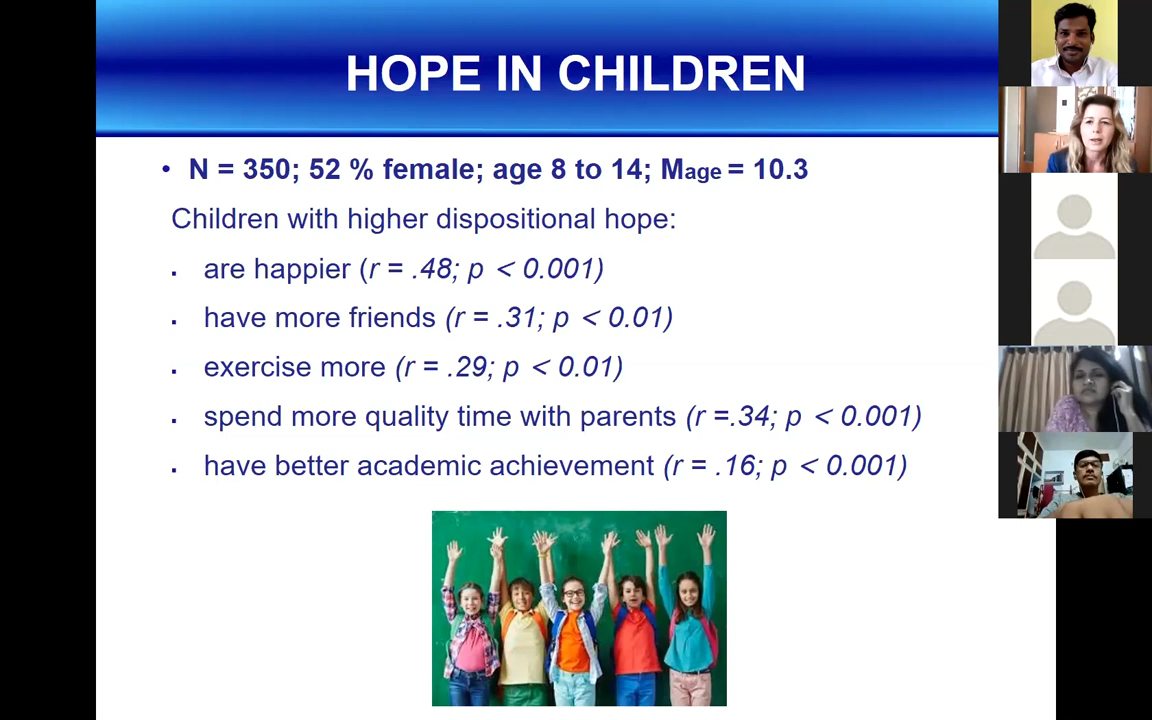 HOPE IN CHILDREN
• N = 350; 52 % female; age 8 to 14; Mage = 10.3
Children with higher dispositional hope:
▪ are happier (r = .48; p < 0.001)
▪ have more friends (r = .31; p < 0.01)
▪ exercise more (r = .29; p < 0.01)
▪ spend more quality time with parents (r =.34; p < 0.001)
▪ have better academic achievement (r = .16; p < 0.001)